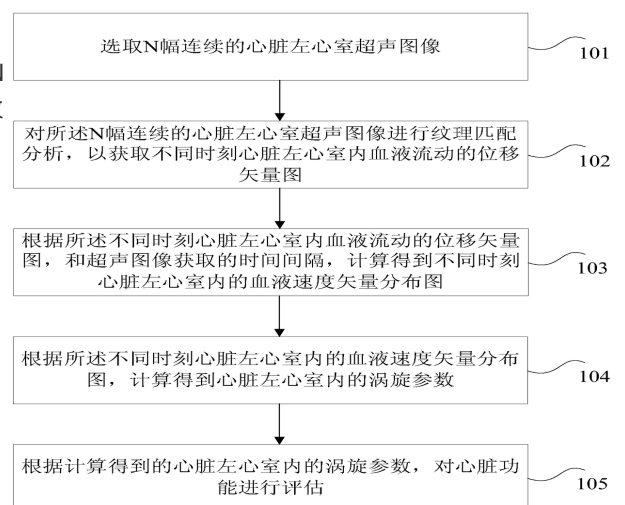 选取N幅连续的心脏左心室超声图像
101
对所述N幅连续的心脏左心室超声图像进行纹理匹配
分析，以获取不同时刻心脏左心室内血液流动的位移
矢量图
102
根据所述不同时刻心脏左心室内血液流动的位移矢量
图，和超声图像获取的时间间隔，计算得到不同时刻
心脏左心室内的血液速度矢量分布图
103
根据所述不同时刻心脏左心室内的血液速度矢量分布
图，计算得到心脏左心室内的涡旋参数
104
根据计算得到的心脏左心室内的涡旋参数，对心脏功
能进行评估
105